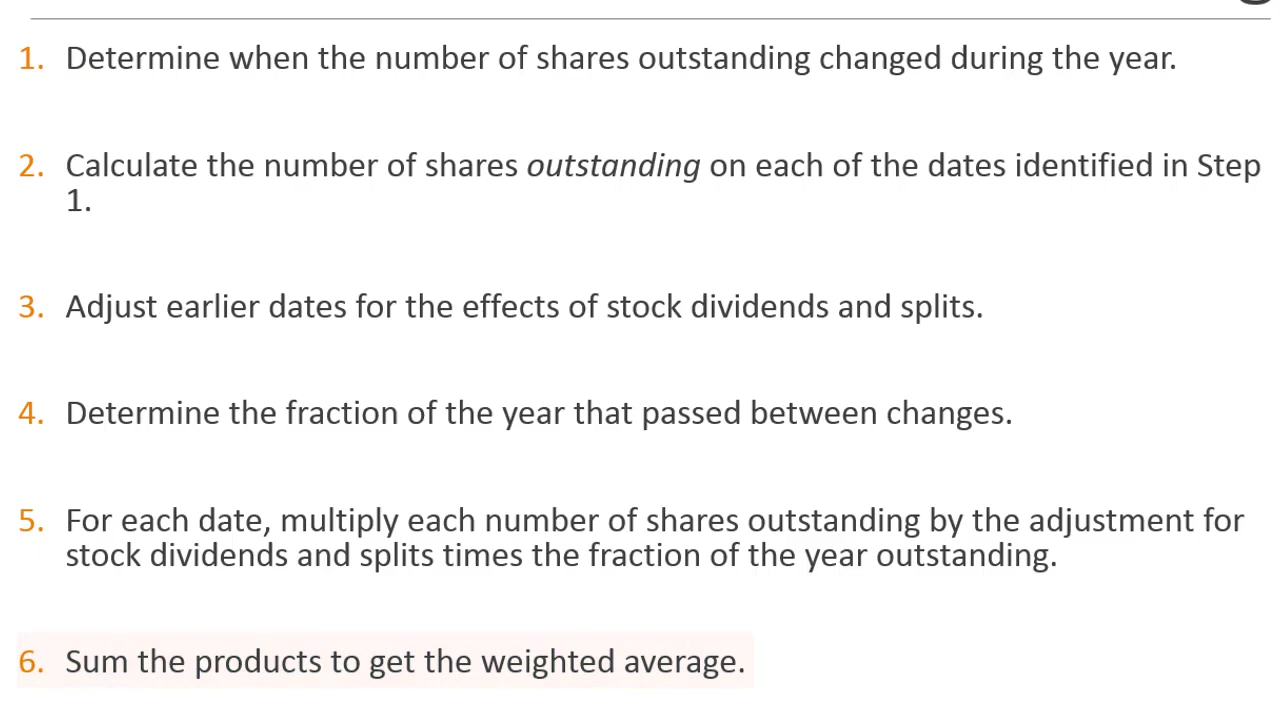 1. Determine when the number of shares outstanding changed during the year.
2. Calculate the number of shares outstanding on each of the dates identified in Step
1.
3. Adjust earlier dates for the effects of stock dividends and splits.
4. Determine the fraction of the year that passed between changes.
5. For each date, multiply each number of shares outstanding by the adjustment for
stock dividends and splits times the fraction of the year outstanding.
6. Sum the products to get the weighted average.